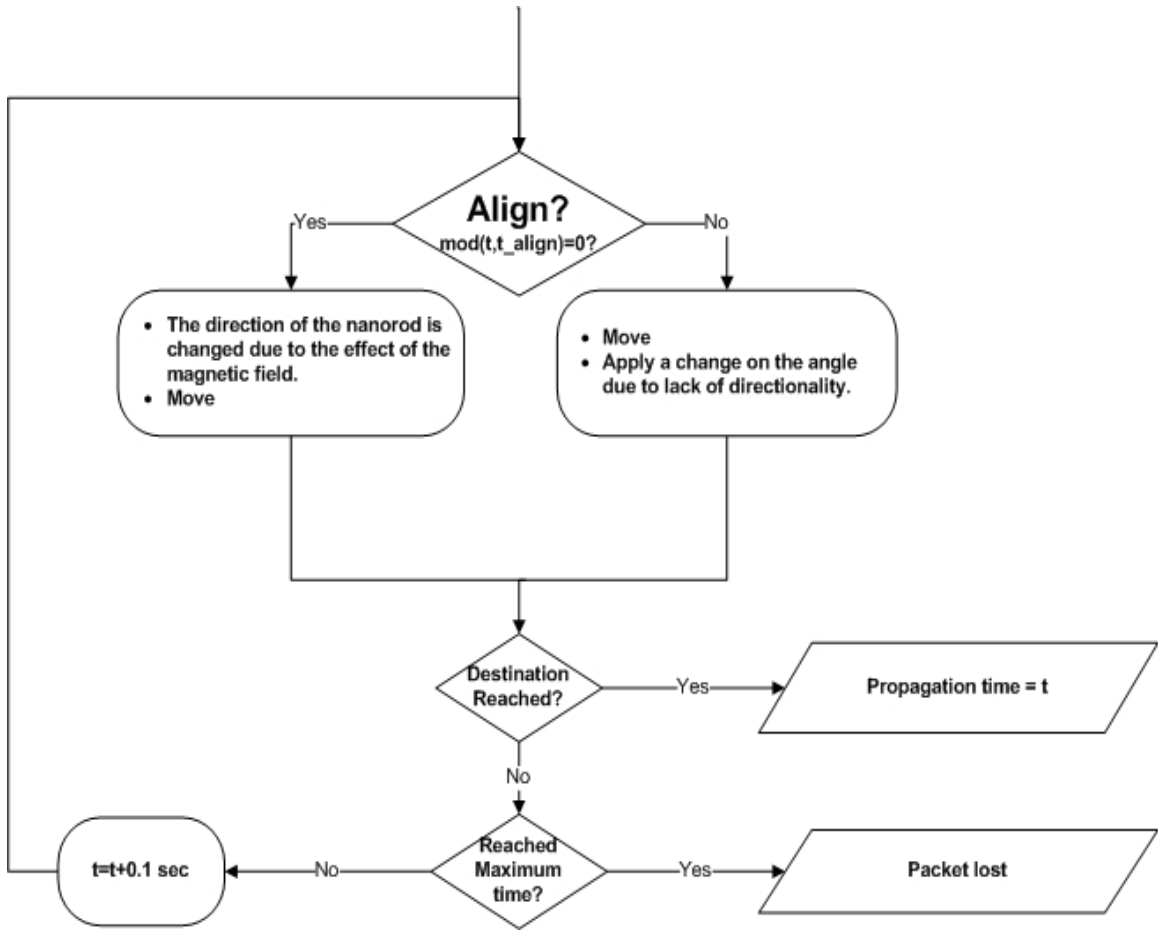 Align?
mod(t,t_align)=0?
Yes
No
• The direction of the nanorod is
changed due to the effect of the
magnetic field.
• Move
• Move
• Apply a change on the angle
due to lack of directionality.
Destination
Reached?
Yes
Propagation time = t
No
t=t+0.1 sec
No
Reached
Maximum
time?
Yes
Packet lost